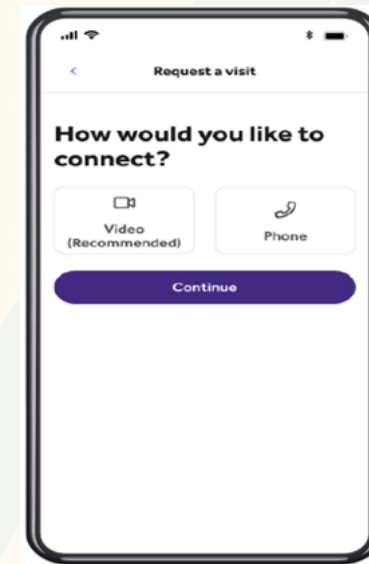 Request a visit
How would you like to
connect?
Video
(Recommended)
Phone
Continue